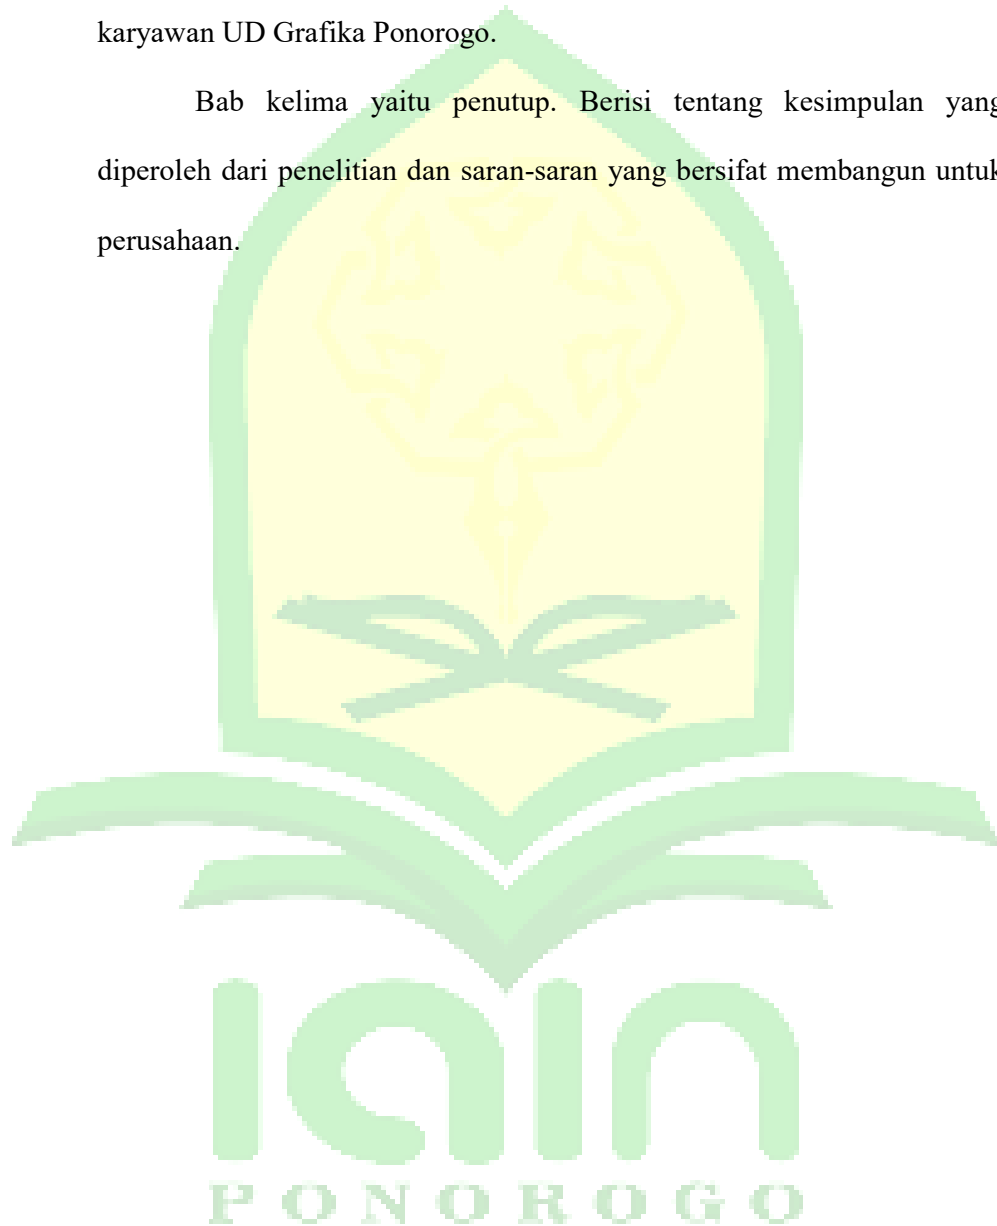 karyawan UD Grafika Ponorogo.
Bab kelima yaitu penutup. Berisi tentang kesimpulan yang
diperoleh dari penelitian dan saran-saran yang bersifat membangun untuk
perusahaan.
iain
PONOROGO